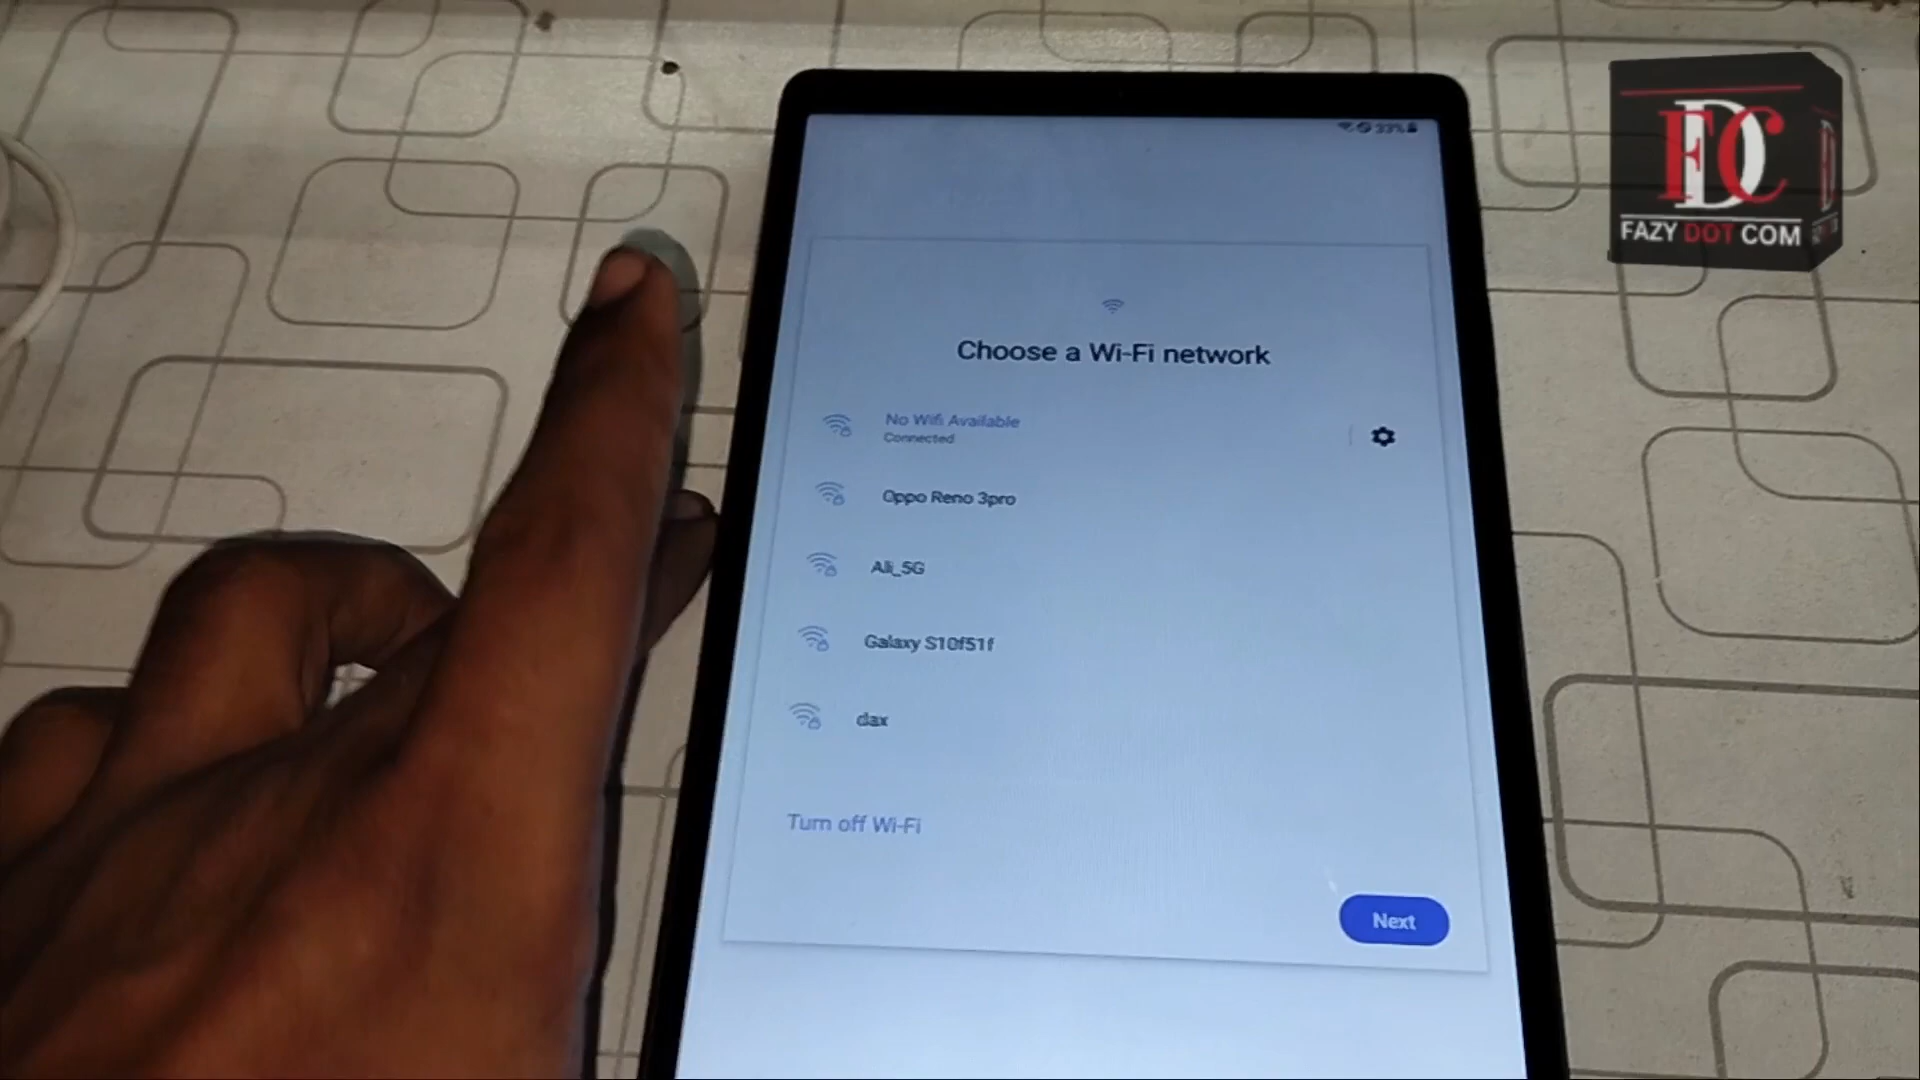 33%
FDC
FAZY DOT COM
Choose a Wi-Fi network
No Wifi Available
Connected
Oppo Reno 3pro
Ali_5G
Galaxy S10f51f
dax
Turn off Wi-Fi
Next